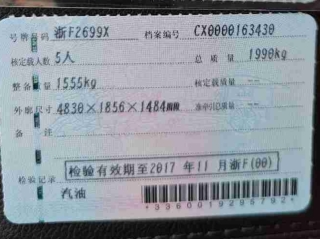 号牌号码 浙F2699X 档案编号 CX0000163430
核定载人数 5人 总质量 1990kg
整备质量 1555kg 核定载质量 --
外廓尺寸 4830×1856×1484mm 准牵引总质量 --
备注
检验有效期至2017年11月浙F(00)
检验记录
汽油